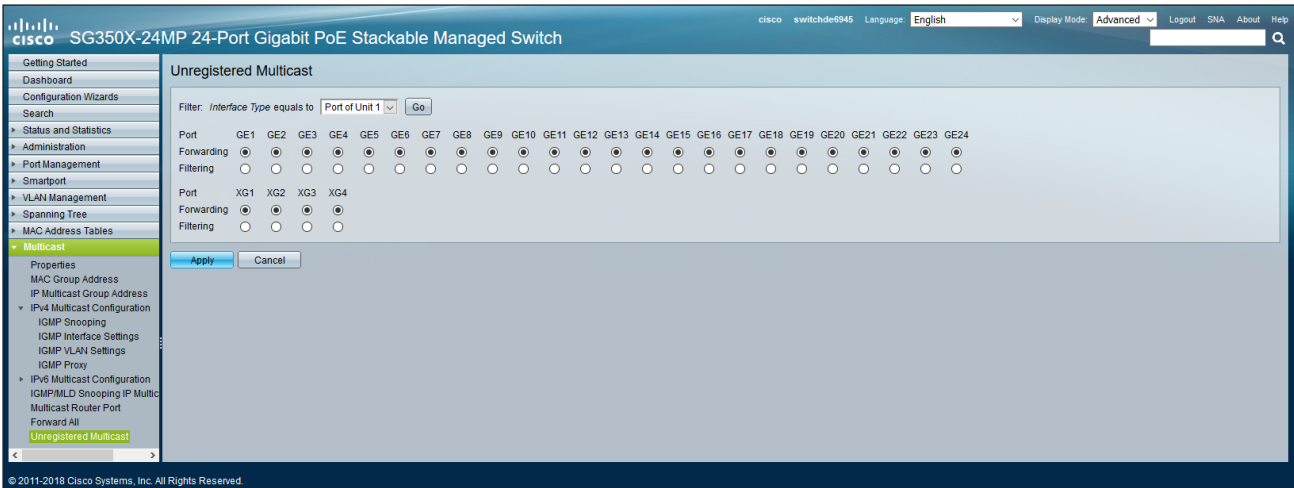 cisco switchde6945 Language: English Display Mode: Advanced Logout SNA About Help
CISCO SG350X-24MP 24-Port Gigabit PoE Stackable Managed Switch
Getting Started
Dashboard
Configuration Wizards
Search
Status and Statistics
Administration
Port Management
Smartport
VLAN Management
Spanning Tree
MAC Address Tables
Multicast
Properties
MAC Group Address
IP Multicast Group Address
IPv4 Multicast Configuration
IGMP Snooping
IGMP Interface Settings
IGMP VLAN Settings
IGMP Proxy
IPv6 Multicast Configuration
IGMP/MLD Snooping IP Multic
Multicast Router Port
Forward All
Unregistered Multicast
Unregistered Multicast
Filter: Interface Type equals to Port of Unit 1 Go
Port GE1 GE2 GE3 GE4 GE5 GE6 GE7 GE8 GE9 GE10 GE11 GE12 GE13 GE14 GE15 GE16 GE17 GE18 GE19 GE20 GE21 GE22 GE23 GE24
Forwarding
Filtering
Port XG1 XG2 XG3 XG4
Forwarding
Filtering
Apply Cancel
© 2011-2018 Cisco Systems, Inc. All Rights Reserved.